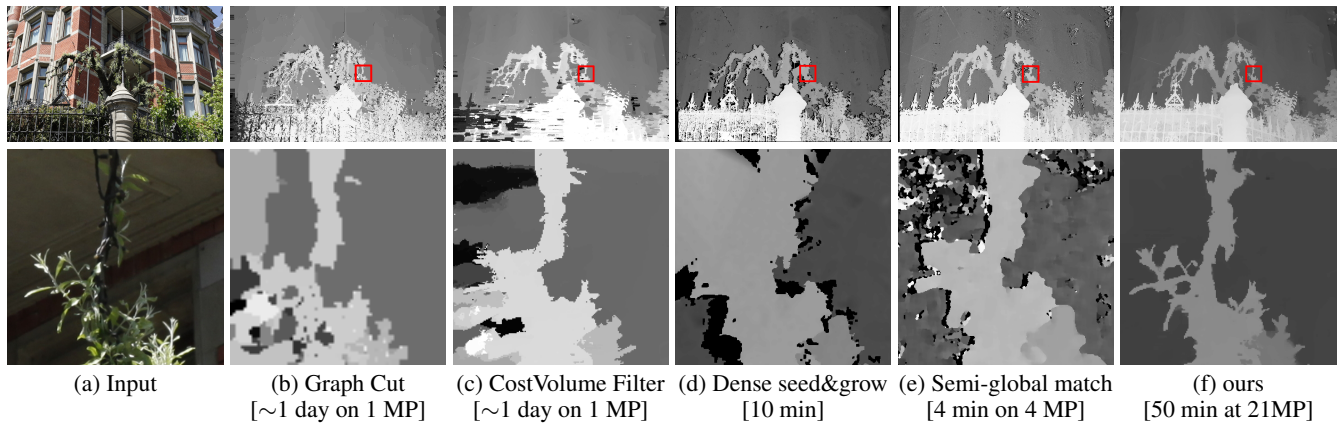 (a) Input
(b) Graph Cut
[∼1 day on 1 MP]
(c) CostVolume Filter
[∼1 day on 1 MP]
(d) Dense seed&grow
[10 min]
(e) Semi-global match
[4 min on 4 MP]
(f) ours
[50 min at 21MP]